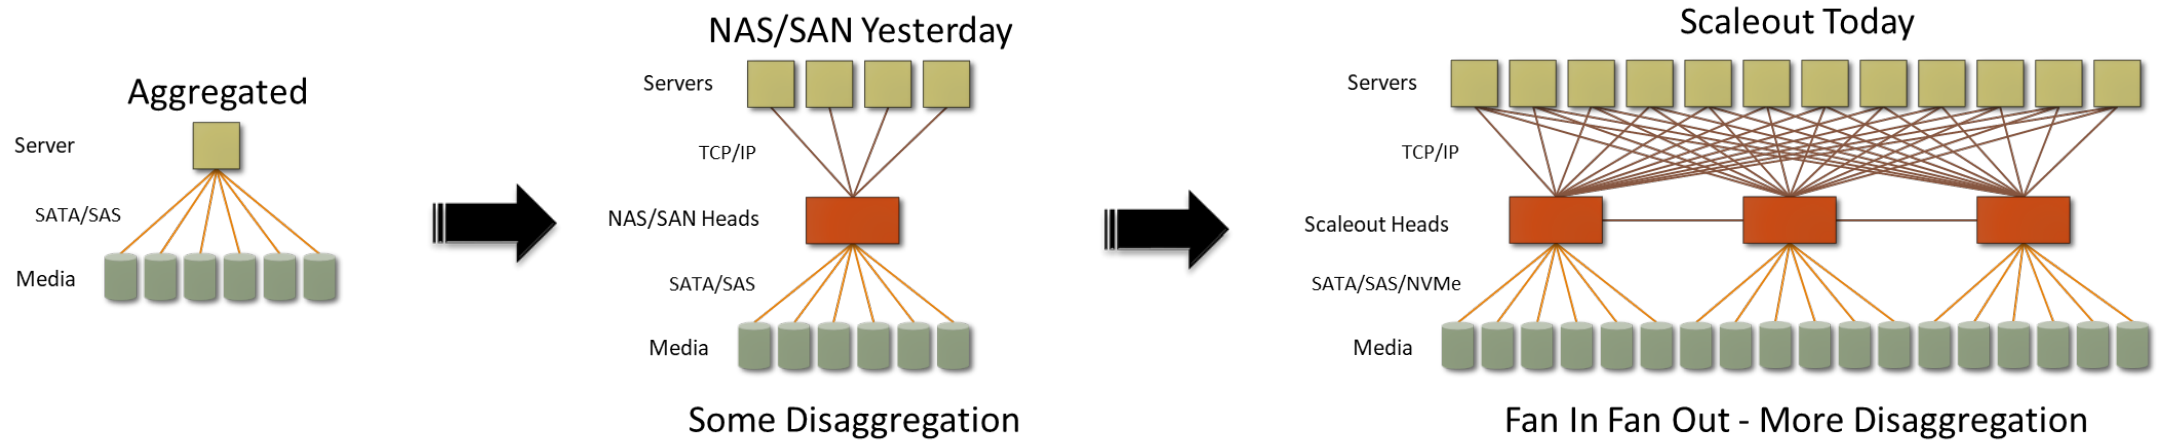 Aggregated
Server
SATA/SAS
Media
NAS/SAN Yesterday
Servers
TCP/IP
NAS/SAN Heads
SATA/SAS
Media
Some Disaggregation
Scaleout Today
Servers
TCP/IP
Scaleout Heads
SATA/SAS/NVMe
Media
Fan In Fan Out - More Disaggregation